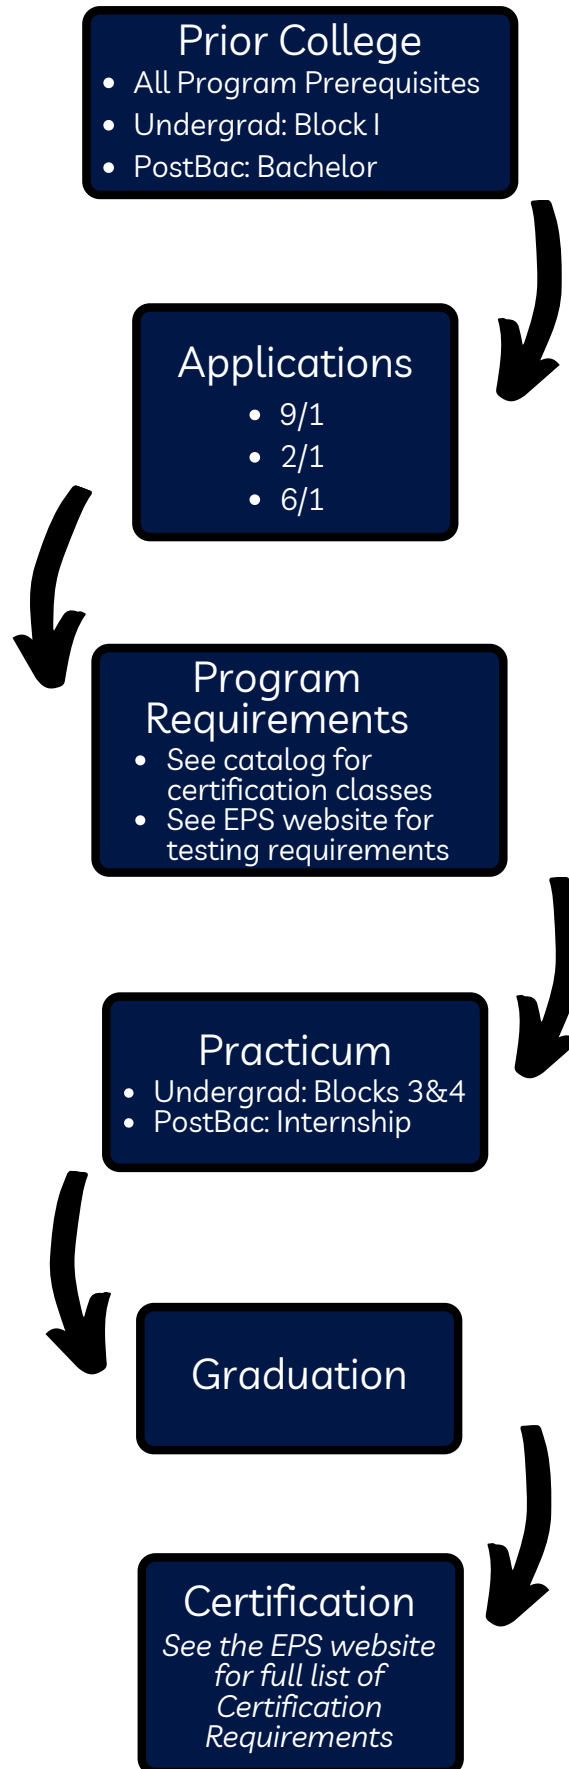 Prior College
• All Program Prerequisites
• Undergrad: Block I
• PostBac: Bachelor
Applications
• 9/1
• 2/1
• 6/1
Program
Requirements
• See catalog for
certification classes
• See EPS website for
testing requirements
Practicum
• Undergrad: Blocks 3&4
• PostBac: Internship
Graduation
Certification
See the EPS website
for full list of
Certification
Requirements